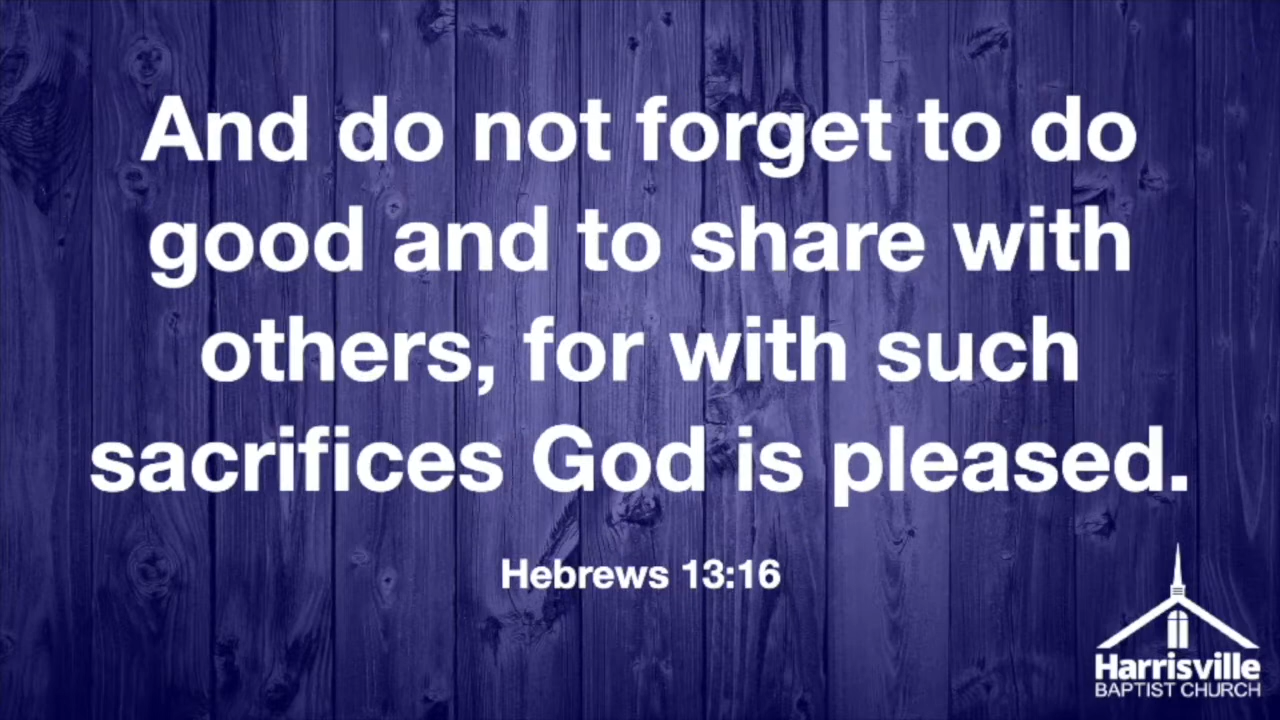 And do not forget to do
good and to share with
others, for with such
sacrifices God is pleased.
Hebrews 13:16
Harrisville
BAPTIST CHURCH